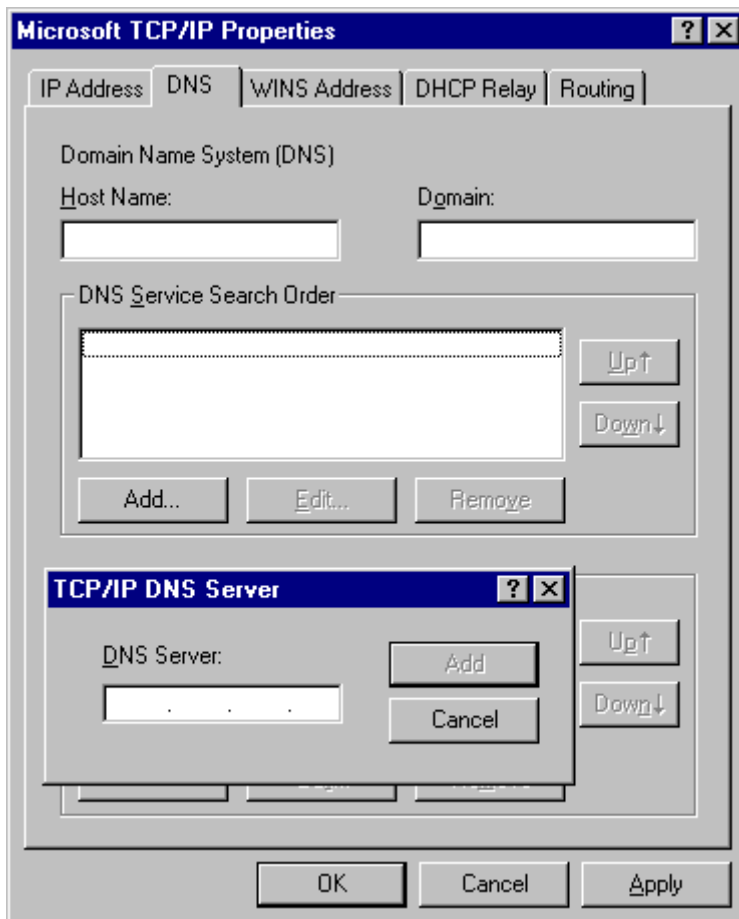 Microsoft TCP/IP Properties
IP Address DNS WINS Address DHCP Relay Routing
Domain Name System (DNS)
Host Name: Domain:
DNS Service Search Order
Up↑
Down↓
Add... Edit... Remove
TCP/IP DNS Server
DNS Server:
Add
Cancel
Up↑
Down↓
OK Cancel Apply